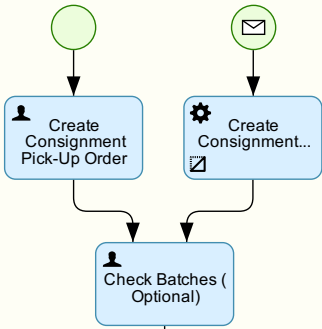 Create
Consignment
Pick-Up Order
Create
Consignment...
Check Batches (
Optional)